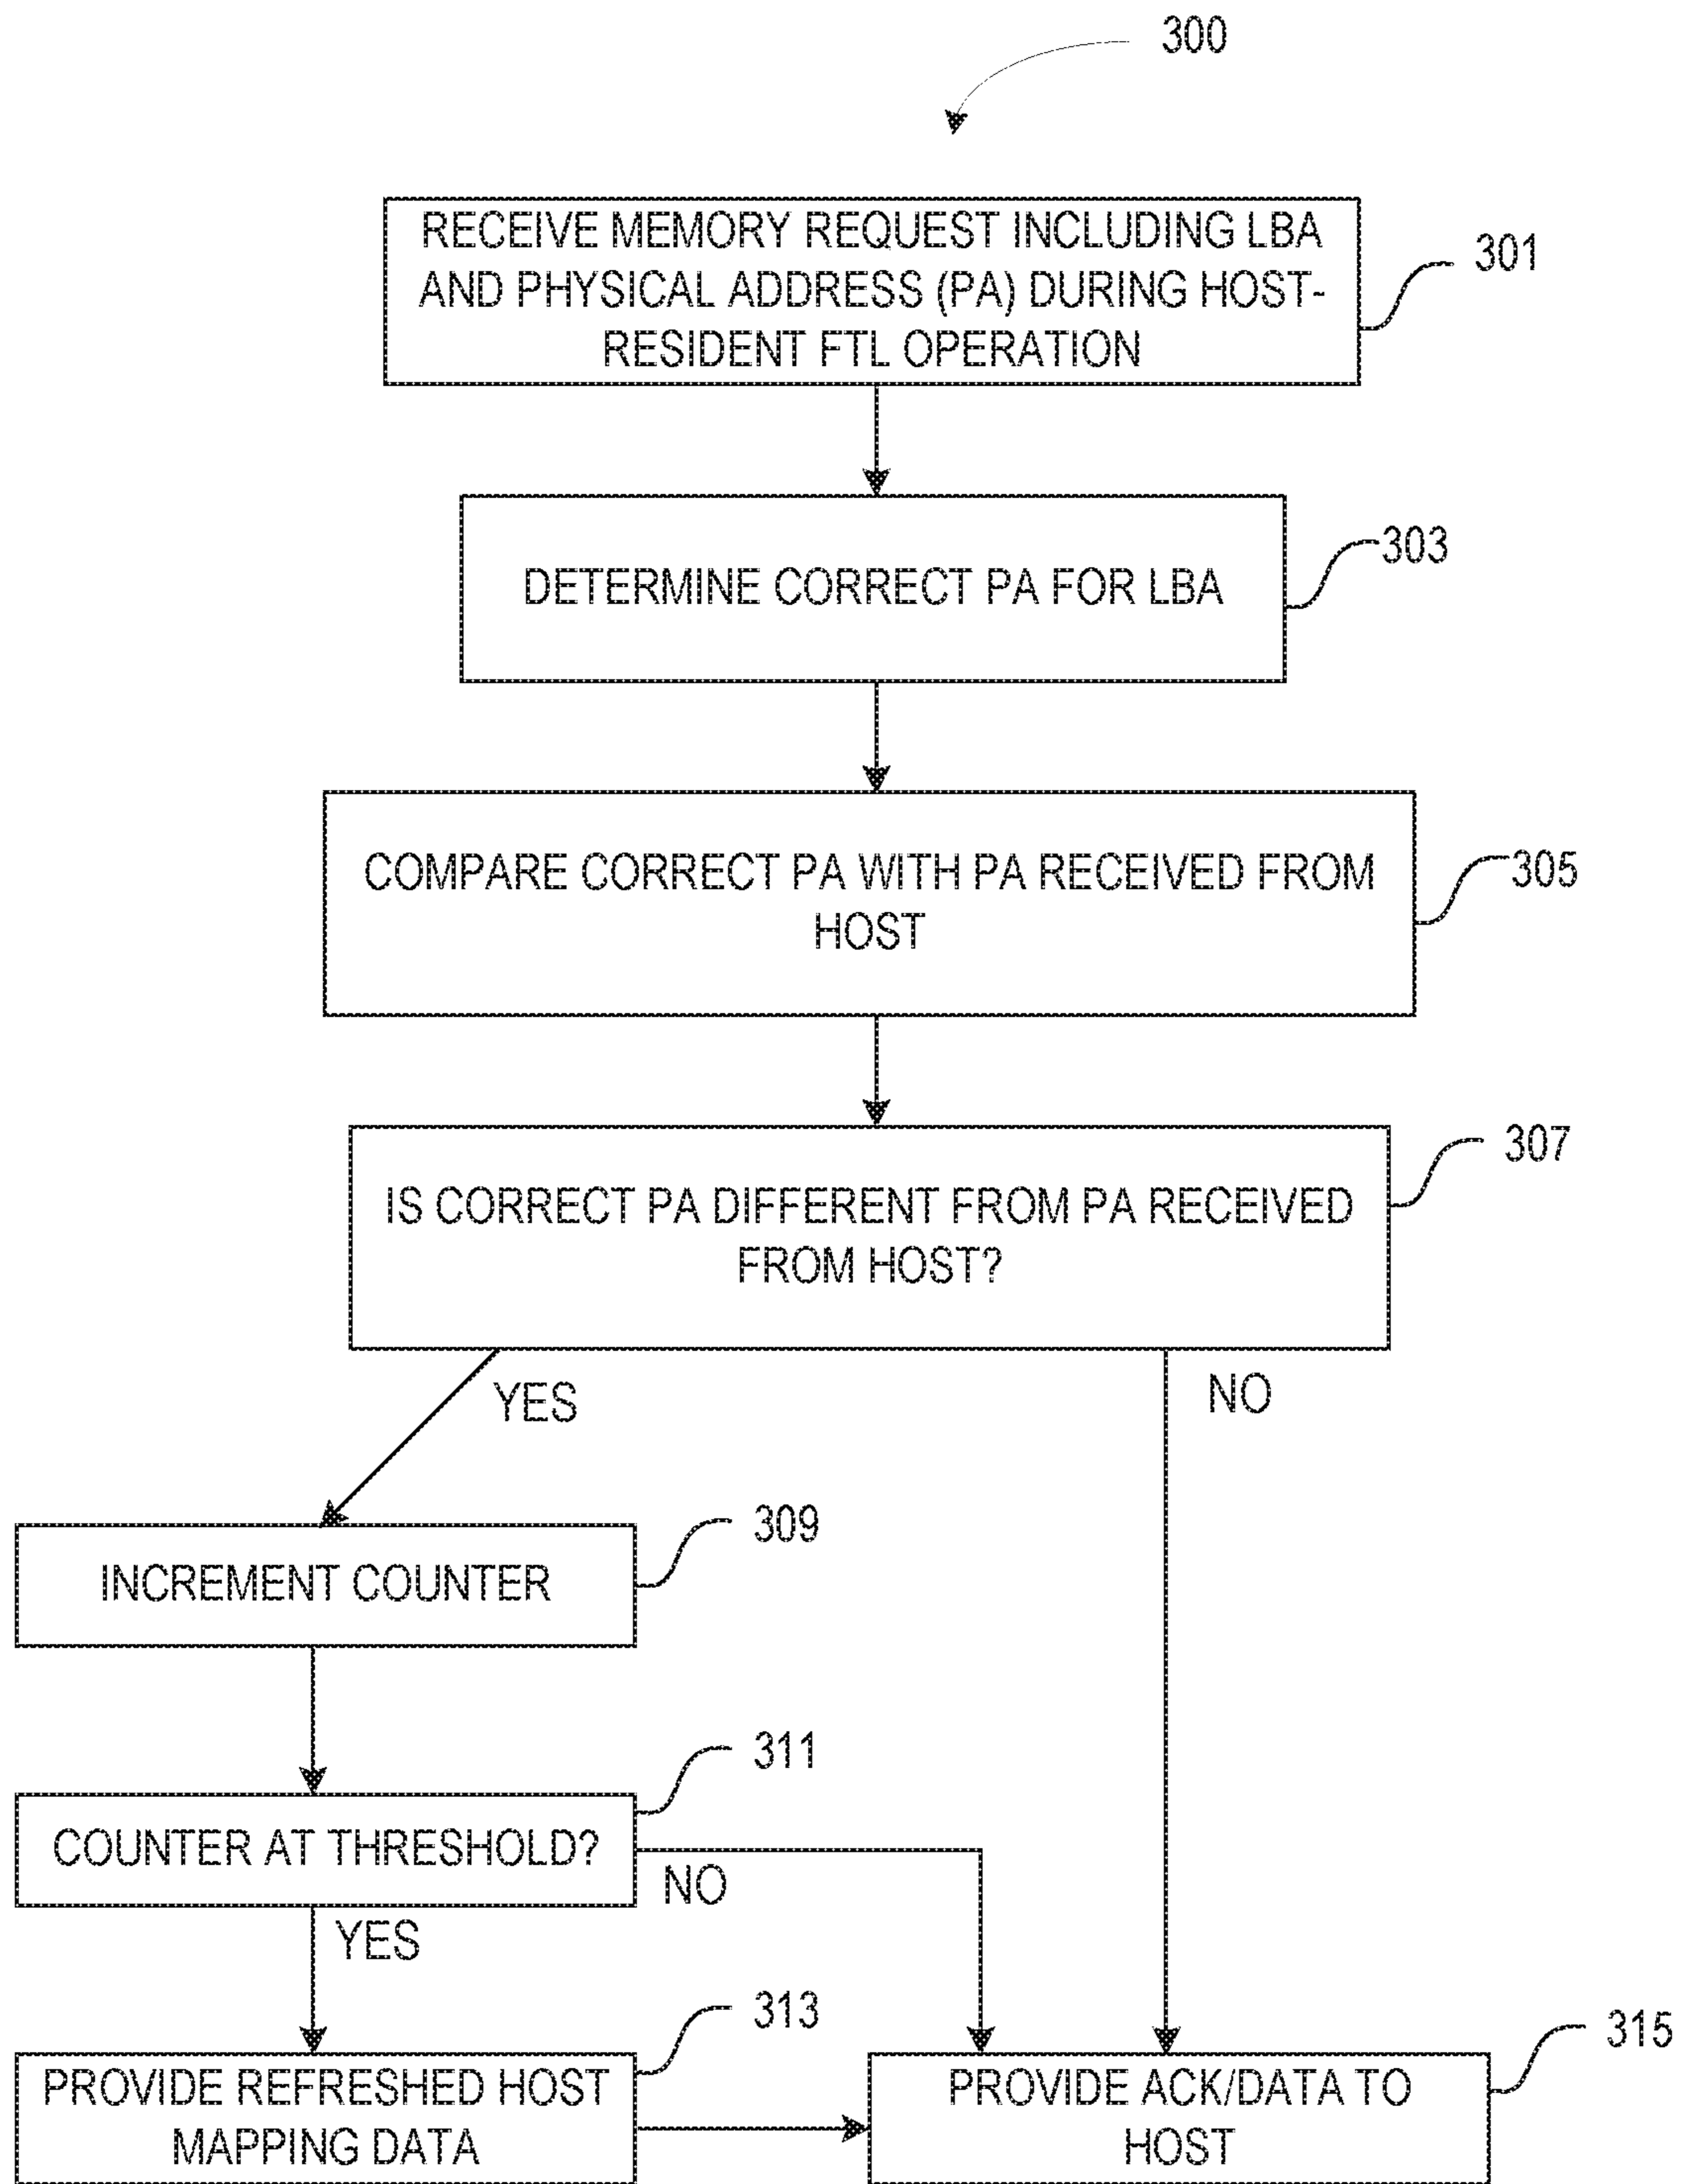 300
RECEIVE MEMORY REQUEST INCLUDING LBA
AND PHYSICAL ADDRESS (PA) DURING HOST-
RESIDENT FTL OPERATION
301
DETERMINE CORRECT PA FOR LBA
303
COMPARE CORRECT PA WITH PA RECEIVED FROM
HOST
305
IS CORRECT PA DIFFERENT FROM PA RECEIVED
FROM HOST?
307
YES
NO
INCREMENT COUNTER
309
COUNTER AT THRESHOLD?
311
NO
YES
PROVIDE REFRESHED HOST
MAPPING DATA
313
PROVIDE ACK/DATA TO
HOST
315